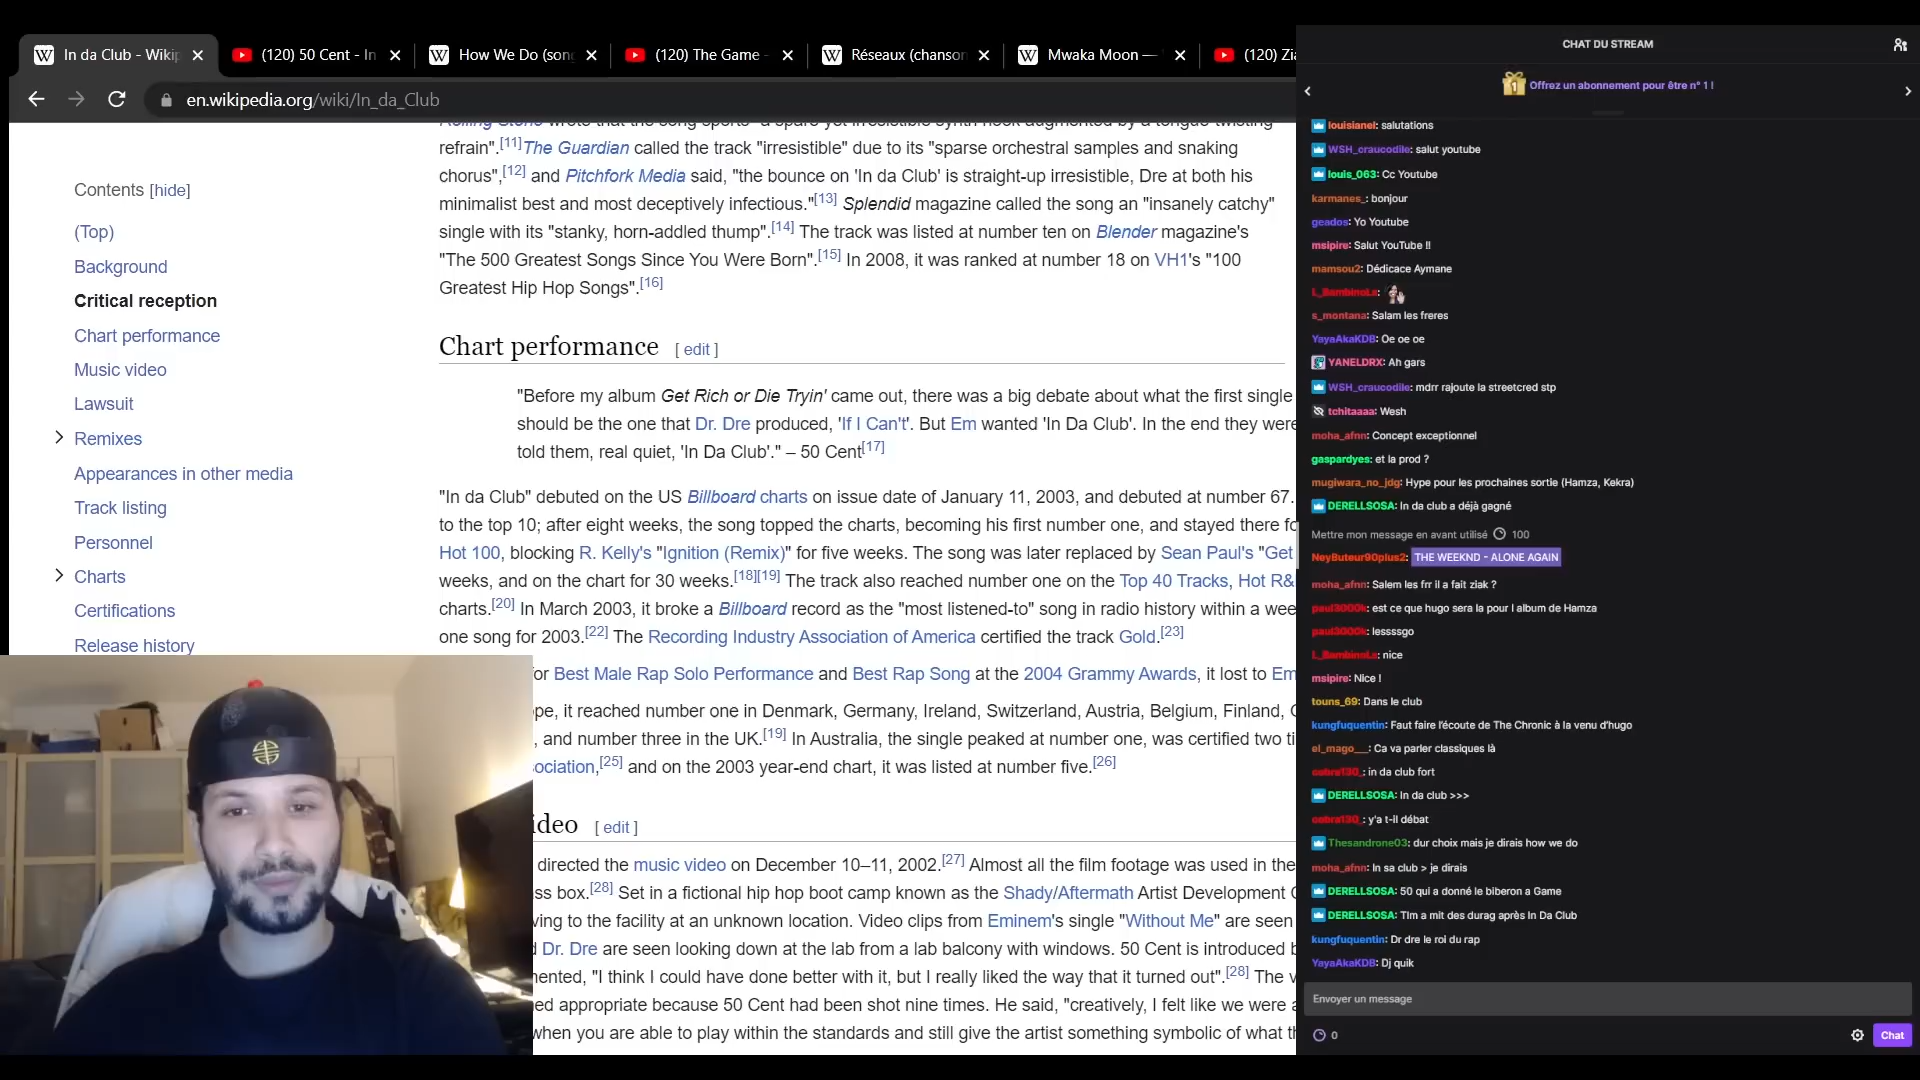 In da Club - Wikip
(120) 50 Cent - In
How We Do (song
(120) The Game -
Réseaux (chanson
Mwaka Moon —
(120) Zia
en.wikipedia.org/wiki/In_da_Club
Contents [hide]
(Top)
Background
Critical reception
Chart performance
Music video
Lawsuit
Remixes
Appearances in other media
Track listing
Personnel
Charts
Certifications
Release history
Rolling Stone wrote that the song sports "a spare yet irresistible synth hook augmented by a tongue-twisting
refrain".[11] The Guardian called the track "irresistible" due to its "sparse orchestral samples and snaking
chorus",[12] and Pitchfork Media said, "the bounce on 'In da Club' is straight-up irresistible, Dre at both his
minimalist best and most deceptively infectious."[13] Splendid magazine called the song an "insanely catchy"
single with its "stanky, horn-addled thump".[14] The track was listed at number ten on Blender magazine's
"The 500 Greatest Songs Since You Were Born".[15] In 2008, it was ranked at number 18 on VH1's "100
Greatest Hip Hop Songs".[16]
Chart performance [ edit ]
"Before my album Get Rich or Die Tryin' came out, there was a big debate about what the first single
should be the one that Dr. Dre produced, 'If I Can't'. But Em wanted 'In Da Club'. In the end they were
told them, real quiet, 'In Da Club'." – 50 Cent[17]
"In da Club" debuted on the US Billboard charts on issue date of January 11, 2003, and debuted at number 67.
to the top 10; after eight weeks, the song topped the charts, becoming his first number one, and stayed there fo
Hot 100, blocking R. Kelly's "Ignition (Remix)" for five weeks. The song was later replaced by Sean Paul's "Get
weeks, and on the chart for 30 weeks.[18][19] The track also reached number one on the Top 40 Tracks, Hot R&
charts.[20] In March 2003, it broke a Billboard record as the "most listened-to" song in radio history within a wee
one song for 2003.[22] The Recording Industry Association of America certified the track Gold.[23]
or Best Male Rap Solo Performance and Best Rap Song at the 2004 Grammy Awards, it lost to Em
pe, it reached number one in Denmark, Germany, Ireland, Switzerland, Austria, Belgium, Finland,
, and number three in the UK.[19] In Australia, the single peaked at number one, was certified two ti
ociation,[25] and on the 2003 year-end chart, it was listed at number five.[26]
ideo [ edit ]
directed the music video on December 10–11, 2002.[27] Almost all the film footage was used in the
ss box.[28] Set in a fictional hip hop boot camp known as the Shady/Aftermath Artist Development
ving to the facility at an unknown location. Video clips from Eminem's single "Without Me" are seen
d Dr. Dre are seen looking down at the lab from a lab balcony with windows. 50 Cent is introduced b
nented, "I think I could have done better with it, but I really liked the way that it turned out".[28] The v
ed appropriate because 50 Cent had been shot nine times. He said, "creatively, I felt like we were a
when you are able to play within the standards and still give the artist something symbolic of what th
CHAT DU STREAM
Offrez un abonnement pour être n° 1 !
louisianel: salutations
WSH_craucodile: salut youtube
louis_063: Cc Youtube
karmanes_: bonjour
geados: Yo Youtube
msipire: Salut YouTube !!
mamsou2: Dédicace Aymane
L_BambinoLa:
s_montana: Salam les freres
YayaAkaKDB: Oe oe oe
YANELDRX: Ah gars
WSH_craucodile: mdrr rajoute la streetcred stp
tchitaaaa: Wesh
moha_afnn: Concept exceptionnel
gaspardyes: et la prod ?
mugiwara_no_jdg: Hype pour les prochaines sortie (Hamza, Kekra)
DERELLSOSA: In da club a déjà gagné
Mettre mon message en avant utilisé 100
NeyButeur90plus2: THE WEEKND - ALONE AGAIN
moha_afnn: Salem les frr il a fait ziak ?
paul3000k: est ce que hugo sera la pour l album de Hamza
paul3000k: lessssgo
L_BambinoLa: nice
msipire: Nice !
touns_69: Dans le club
kungfuquentin: Faut faire l'écoute de The Chronic à la venu d'hugo
el_mago___: Ca va parler classiques là
cobra130_: in da club fort
DERELLSOSA: In da club >>>
cobra130_: y'a t-il débat
Thesandrone03: dur choix mais je dirais how we do
moha_afnn: In sa club > je dirais
DERELLSOSA: 50 qui a donné le biberon a Game
DERELLSOSA: Tlm a mit des durag après In Da Club
kungfuquentin: Dr dre le roi du rap
YayaAkaKDB: Dj quik
Envoyer un message
0
Chat